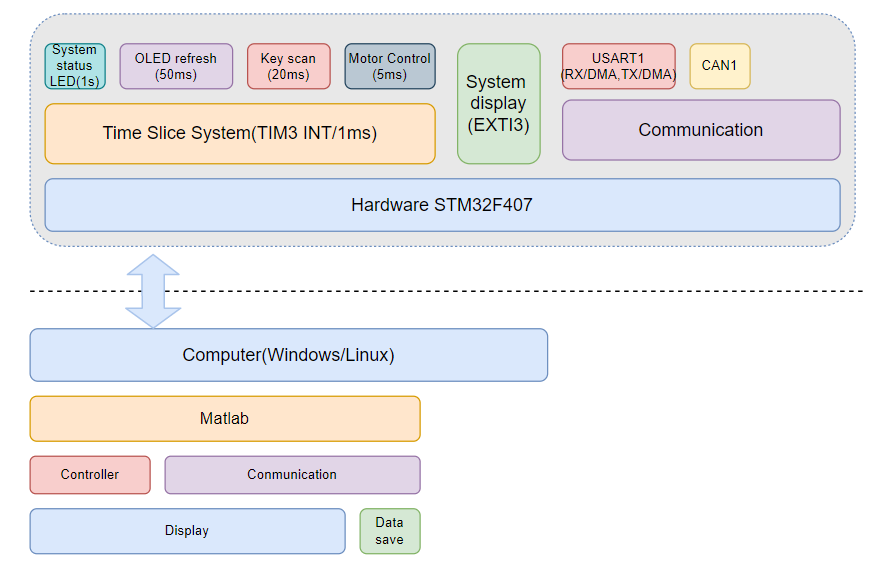 System
status
LED(1s)
OLED refresh
(50ms)
Key scan
(20ms)
Motor Control
(5ms)
System
display
(EXTI3)
USART1
(RX/DMA,TX/DMA)
CAN1
Time Slice System(TIM3 INT/1ms)
Communication
Hardware STM32F407
Computer(Windows/Linux)
Matlab
Controller
Conmunication
Display
Data
save